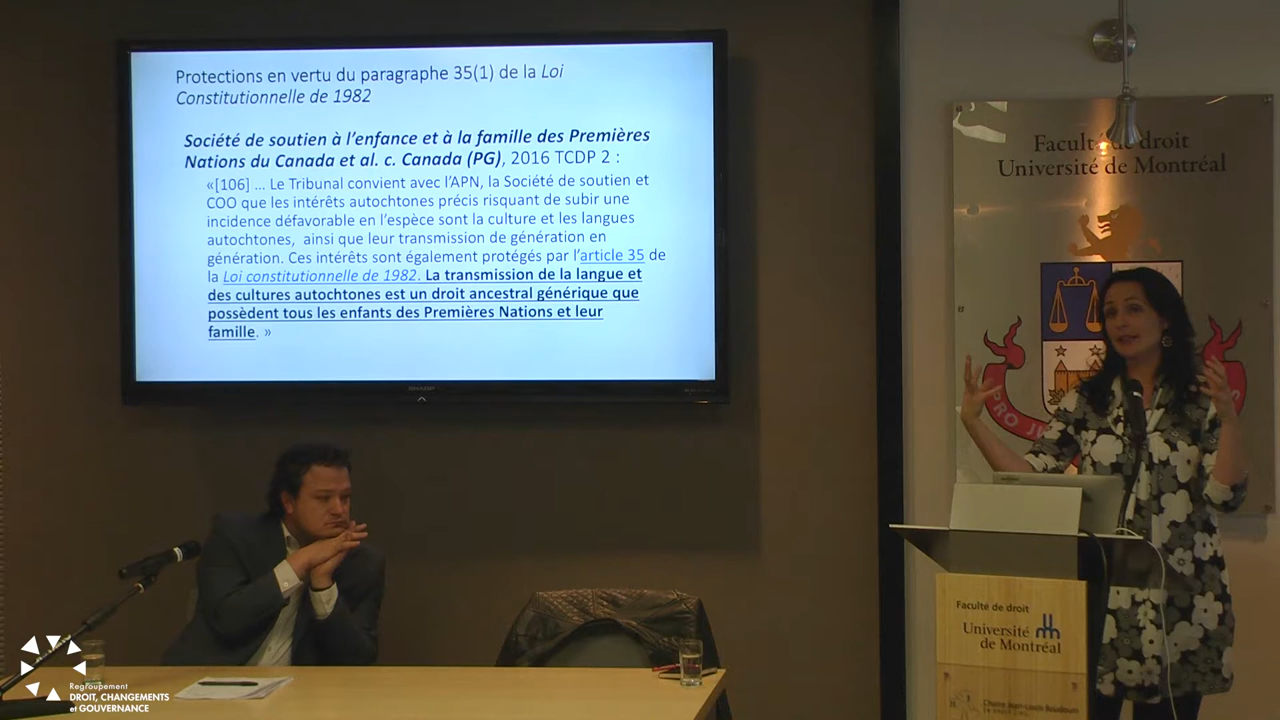 Protections en vertu du paragraphe 35(1) de la Loi
Constitutionnelle de 1982
Société de soutien à l'enfance et à la famille des Premières
Nations du Canada et al. c. Canada (PG), 2016 TCDP 2 :
«[106] ... Le Tribunal convient avec l'APN, la Société de soutien et
COO que les intérêts autochtones précis risquant de subir une
incidence défavorable en l'espèce sont la culture et les langues
autochtones, ainsi que leur transmission de génération en
génération. Ces intérêts sont également protégés par l'article 35 de
la Loi constitutionnelle de 1982. La transmission de la langue et
des cultures autochtones est un droit ancestral générique que
possèdent tous les enfants des Premières Nations et leur
famille. »
Faculté de droit
Université de Montréal
PRO
Faculté de droit
Université
de Montréal
Chaire Jean-Louis Baudouin
Regroupement
DROIT, CHANGEMENTS
et GOUVERNANCE